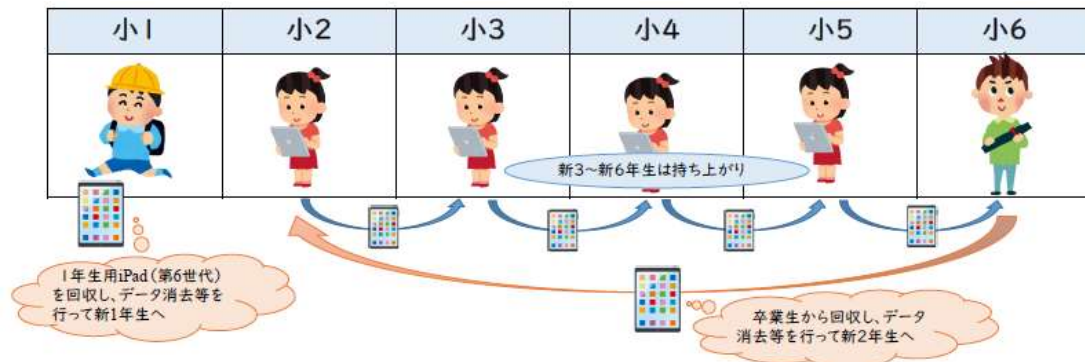 小1
小2
小3
小4
小5
小6
新3～新6年生は持ち上がり
1年生用iPad（第6世代）
を回収し、データ消去等を
行って新1年生へ
卒業生から回収し、データ
消去等を行って新2年生へ